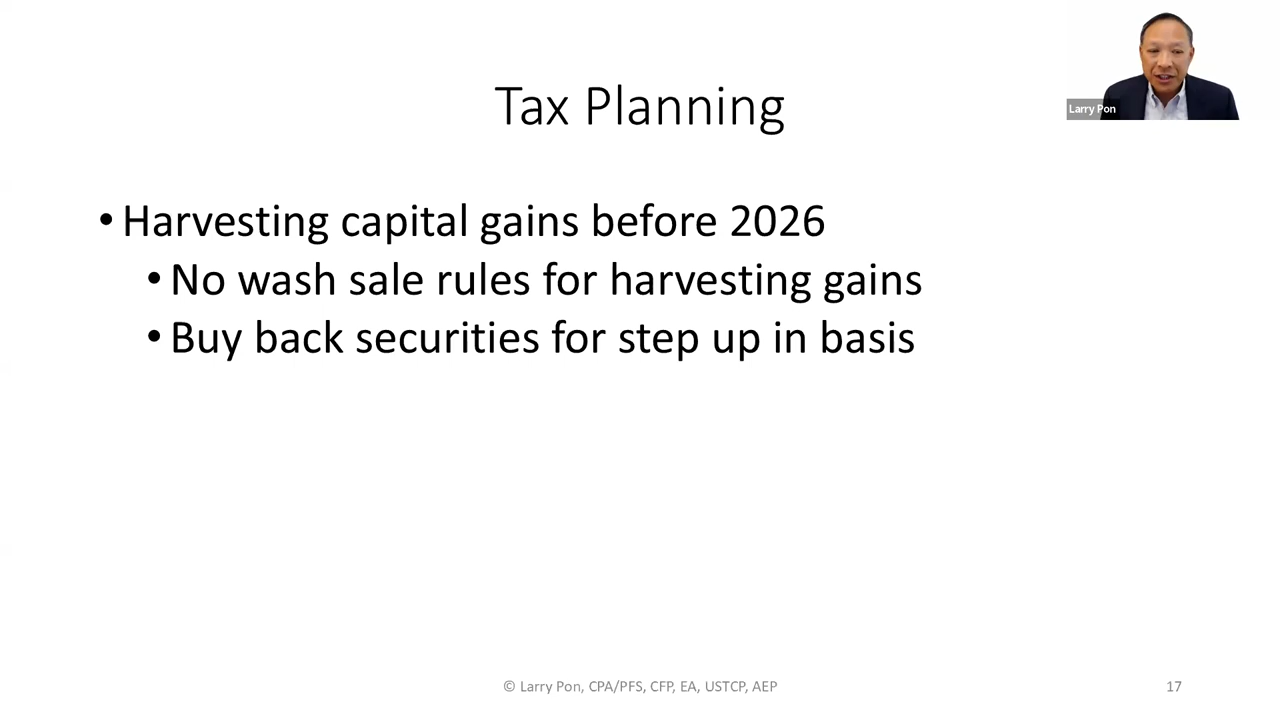 Larry Pon
Tax Planning
• Harvesting capital gains before 2026
• No wash sale rules for harvesting gains
• Buy back securities for step up in basis
© Larry Pon, CPA/PFS, CFP, EA, USTCP, AEP
17